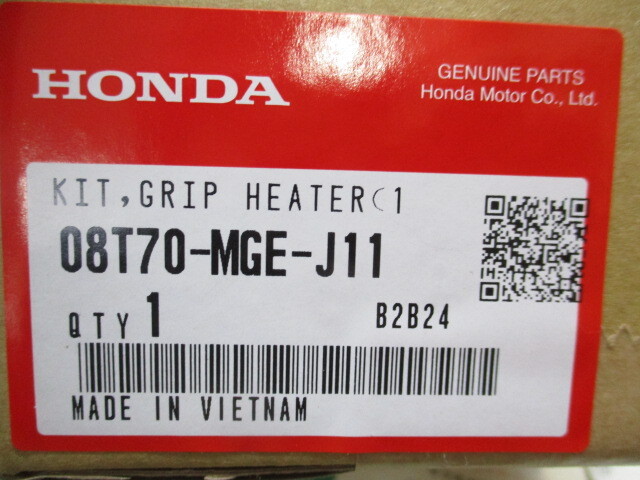 HONDA
GENUINE PARTS
Honda Motor Co., Ltd.
KIT,GRIP HEATER(1
08T70-MGE-J11
QTY 1 B2B24
MADE IN VIETNAM